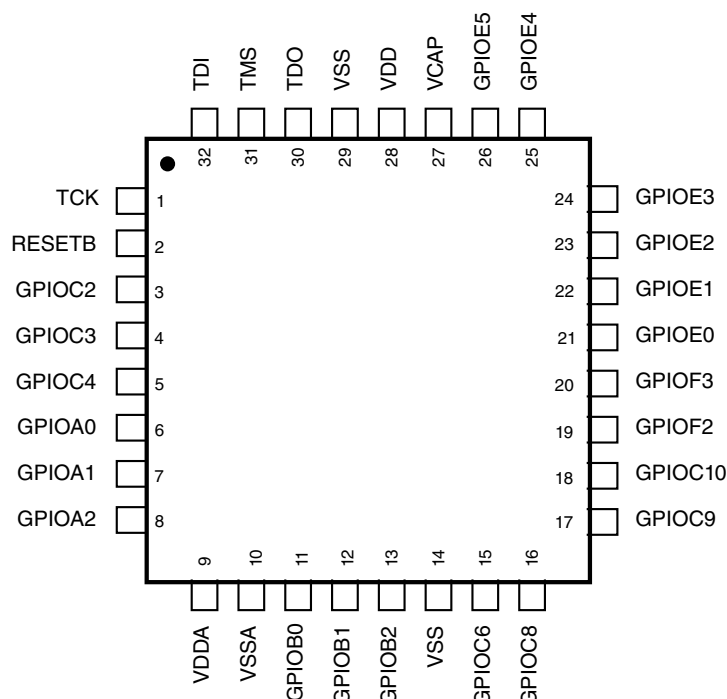 TDI TMS TDO VSS VDD VCAP GPIOE5 GPIOE4
32 31 30 29 28 27 26 25
TCK 1 24 GPIOE3
RESETB 2 23 GPIOE2
GPIOC2 3 22 GPIOE1
GPIOC3 4 21 GPIOE0
GPIOC4 5 20 GPIOF3
GPIOA0 6 19 GPIOF2
GPIOA1 7 18 GPIOC10
GPIOA2 8 17 GPIOC9
9 10 11 12 13 14 15 16
VDDA VSSA GPIOB0 GPIOB1 GPIOB2 VSS GPIOC6 GPIOC8